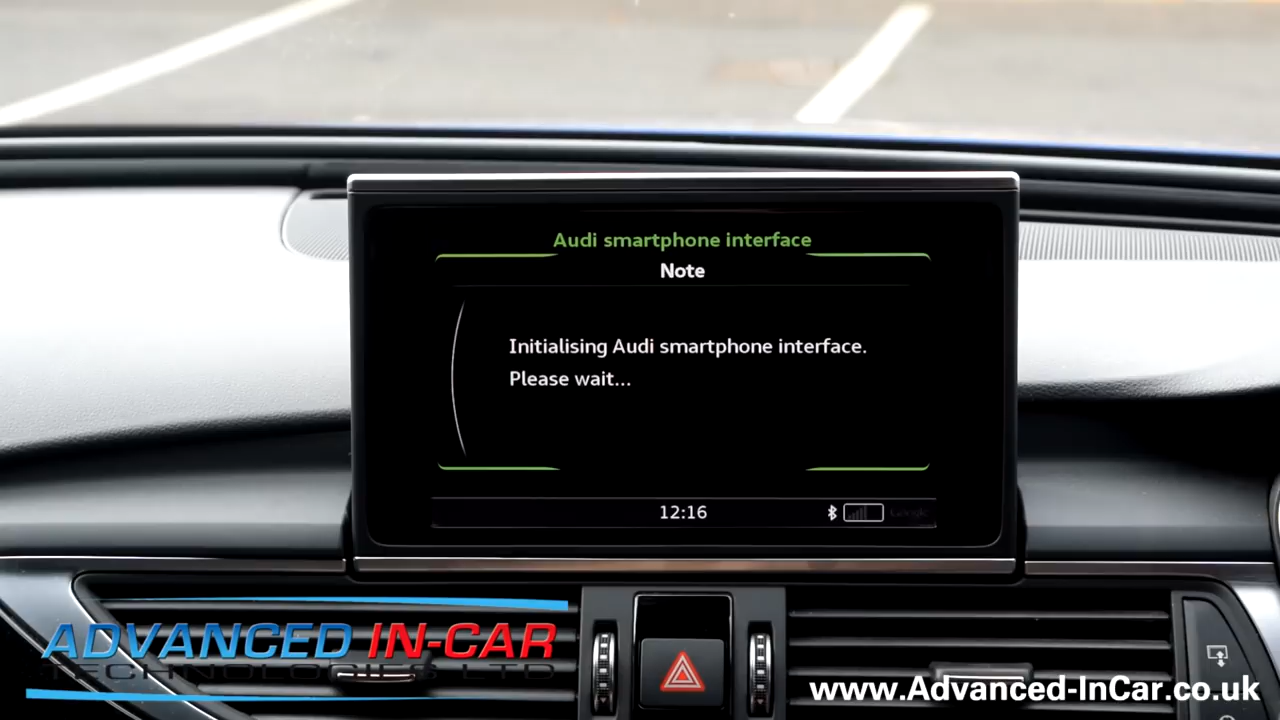 Audi smartphone interface
Note
Initialising Audi smartphone interface.
Please wait...
12:16
ADVANCED IN-CAR
TECHNOLOGIES LTD
www.Advanced-InCar.co.uk